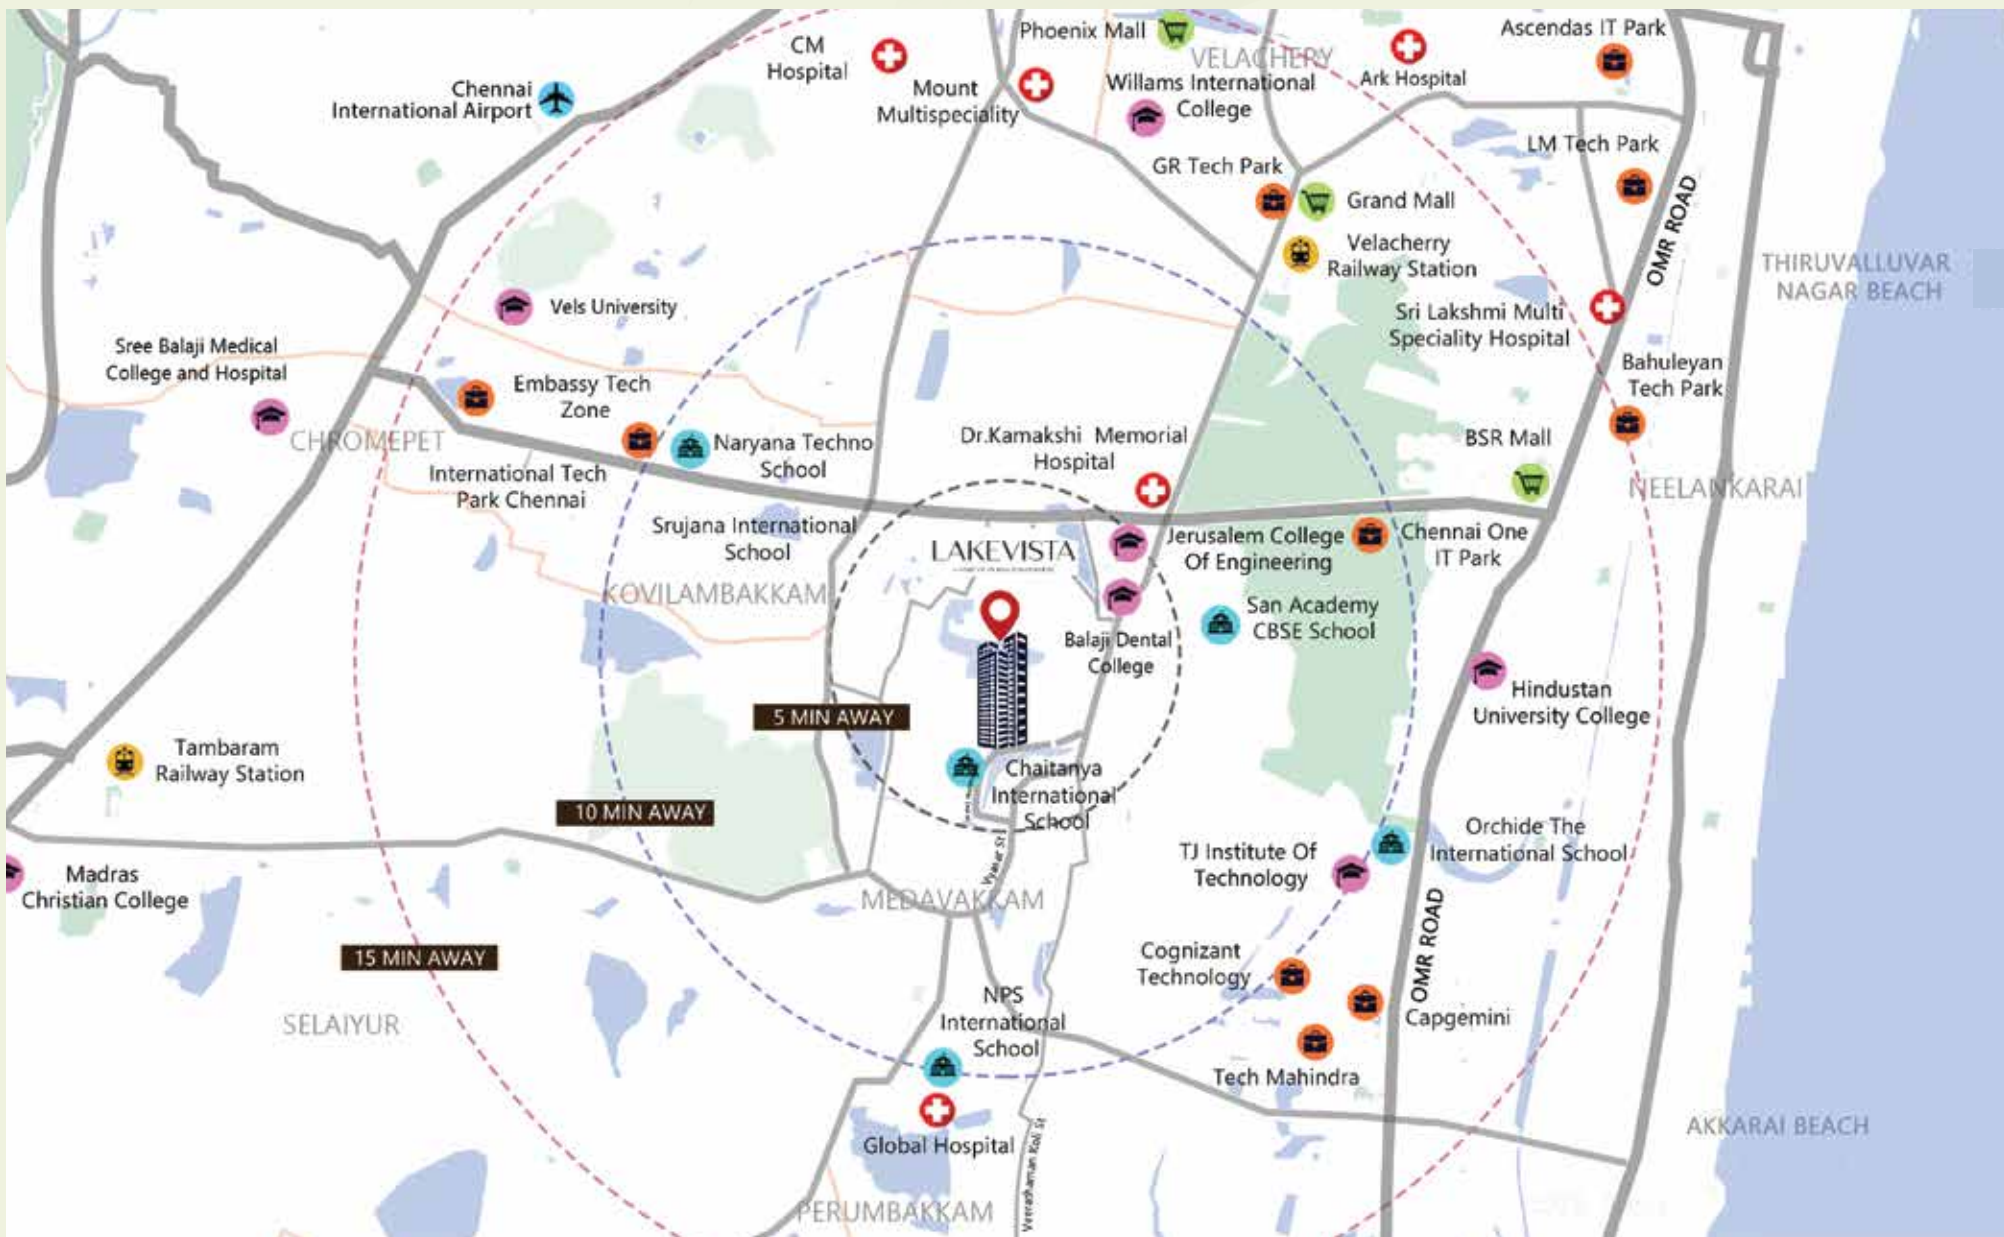 Phoenix Mall
VELACHERY
Ascendas IT Park
CM
Hospital
Mount
Multispeciality
Willams International
College
Ark Hospital
Chennai
International Airport
LM Tech Park
GR Tech Park
Grand Mall
OMR ROAD
Velacherry
Railway Station
THIRUVALLUVAR
NAGAR BEACH
Vels University
Sri Lakshmi Multi
Speciality Hospital
Sree Balaji Medical
College and Hospital
Bahuleyan
Tech Park
Embassy Tech
Zone
CHROMEPET
Naryana Techno
School
Dr.Kamakshi Memorial
Hospital
BSR Mall
International Tech
Park Chennai
NEELANKARAI
Srujana International
School
LAKEVISTA
Jerusalem College
Of Engineering
Chennai One
IT Park
KOVILAMBAKKAM
San Academy
CBSE School
Balaji Dental
College
5 MIN AWAY
Hindustan
University College
Tambaram
Railway Station
Chaitanya
International
School
10 MIN AWAY
Orchide The
International School
TJ Institute Of
Technology
Vyasar St
Madras
Christian College
MEDAVAKKAM
OMR ROAD
15 MIN AWAY
Cognizant
Technology
SELAIYUR
NPS
International
School
Capgemini
Tech Mahindra
Global Hospital
AKKARAI BEACH
Veerathaman Koli St
PERUMBAKKAM